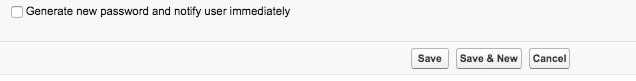 Generate new password and notify user immediately
Save Save & New Cancel